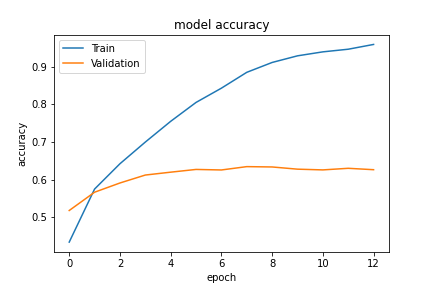 model accuracy
Train
Validation
0.9
0.8
0.7
0.6
0.5
accuracy
0 2 4 6 8 10 12
epoch